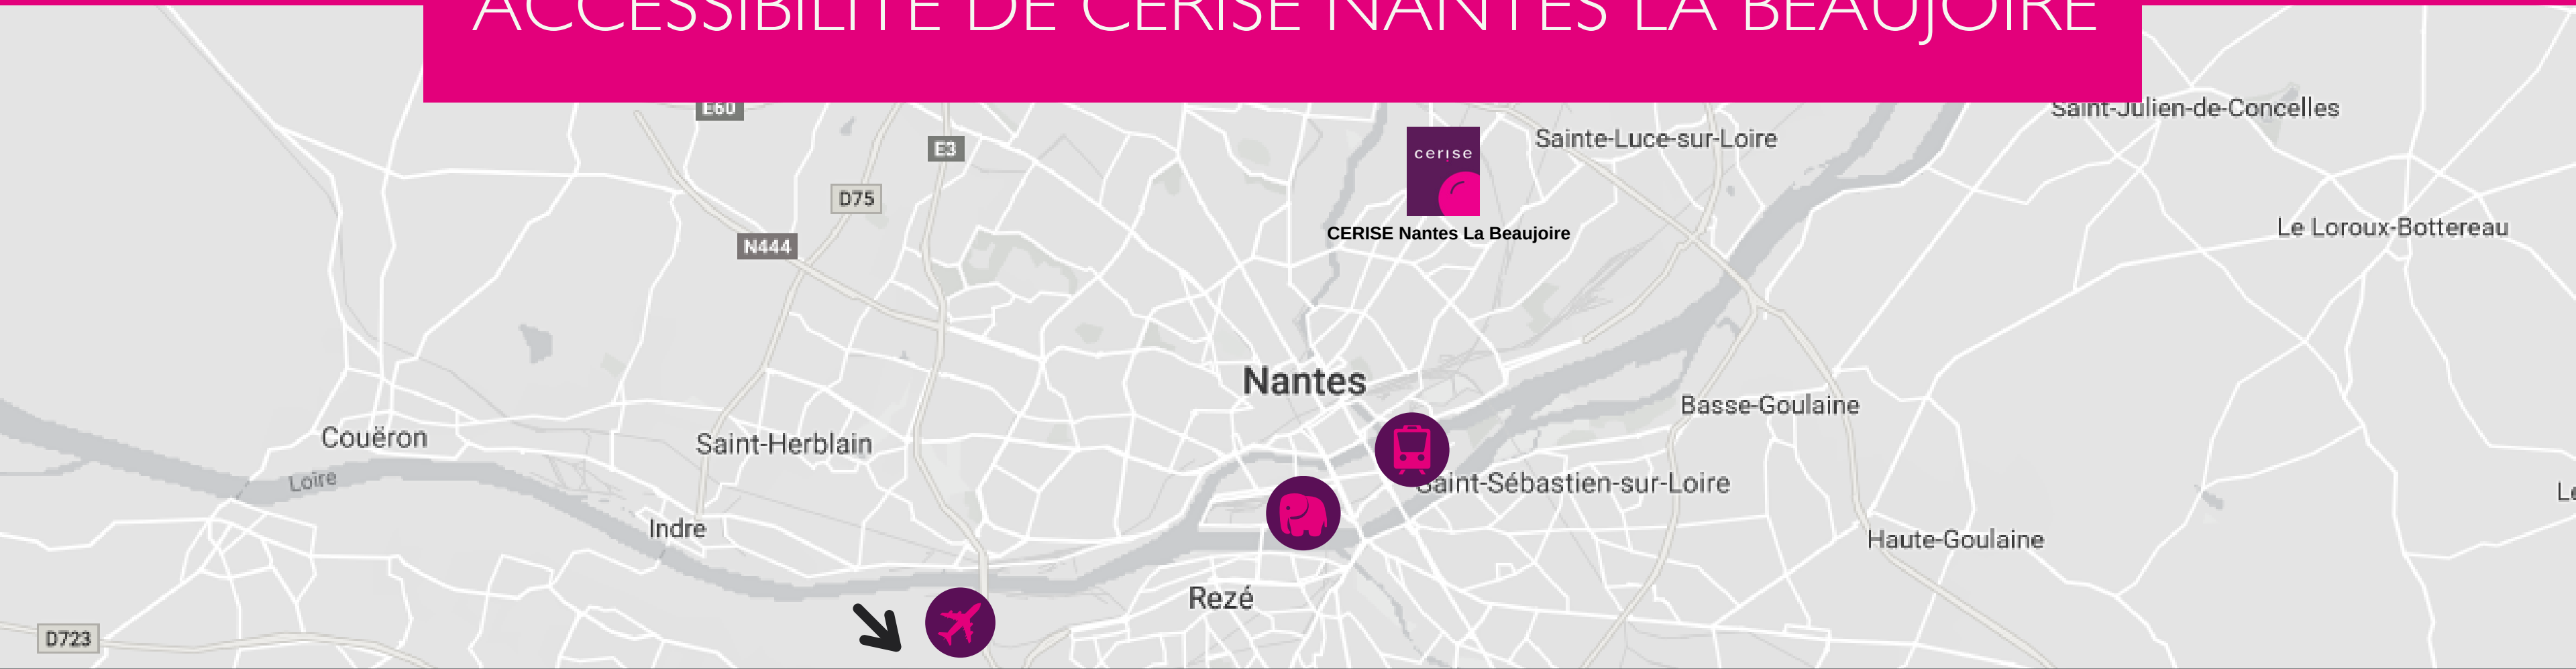 ACCESSIBILITÉ DE CERISE NANTES LA BEAUJOIRE
E60
Saint-Julien-de-Concelles
Sainte-Luce-sur-Loire
E3
cerise
D75
Le Loroux-Bottereau
CERISE Nantes La Beaujoire
N444
Nantes
Basse-Goulaine
Couëron
Saint-Herblain
Loire
Saint-Sébastien-sur-Loire
Le
Indre
Haute-Goulaine
Rezé
D723